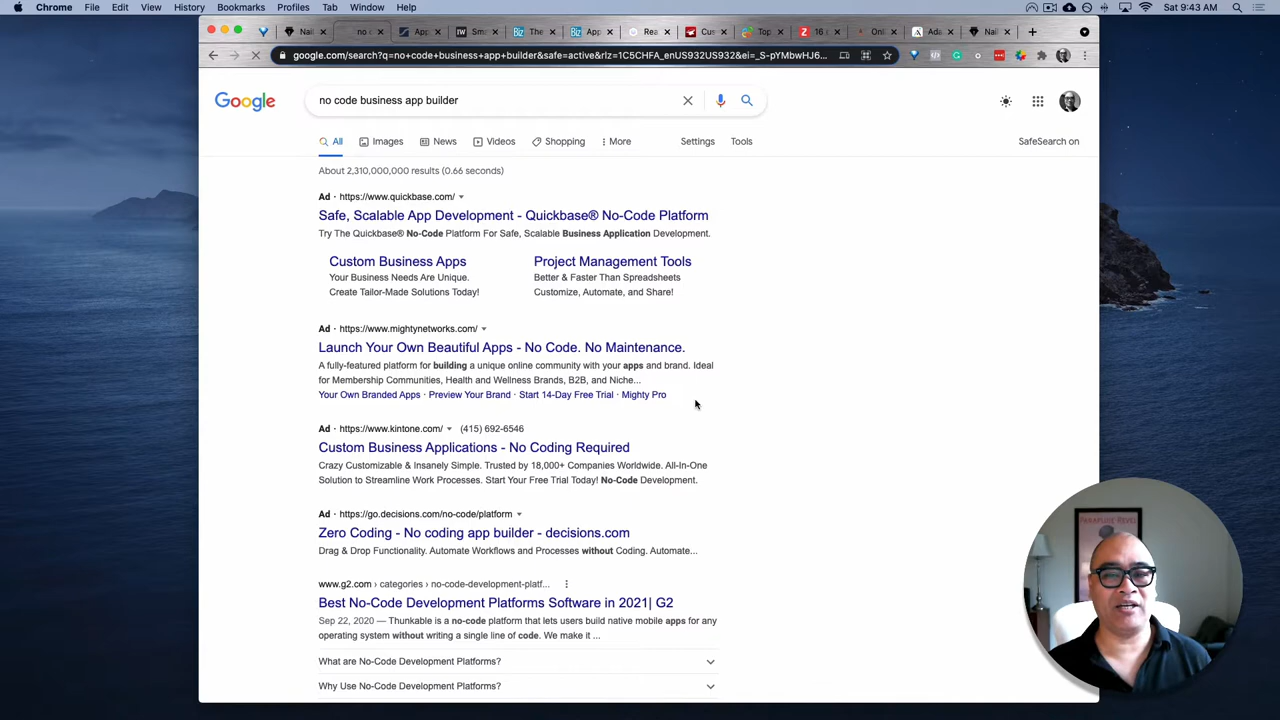 Chrome File Edit View History Bookmarks Profiles Tab Window Help Sat 9:43 AM
Nail no c App Sma The App Rea Cus Top 16 Onl Ada Nail
google.com/search?q=no+code+business+app+builder&safe=active&rlz=1C5CHFA_enUS932US932&ei=_S-pYMbwHJ6...
Google no code business app builder
All Images News Videos Shopping More Settings Tools SafeSearch on
About 2,310,000,000 results (0.66 seconds)
Ad · https://www.quickbase.com/
Safe, Scalable App Development - Quickbase® No-Code Platform
Try The Quickbase® No-Code Platform For Safe, Scalable Business Application Development.
Custom Business Apps Project Management Tools
Your Business Needs Are Unique. Better & Faster Than Spreadsheets
Create Tailor-Made Solutions Today! Customize, Automate, and Share!
Ad · https://www.mightynetworks.com/
Launch Your Own Beautiful Apps - No Code. No Maintenance.
A fully-featured platform for building a unique online community with your apps and brand. Ideal
for Membership Communities, Health and Wellness Brands, B2B, and Niche...
Your Own Branded Apps · Preview Your Brand · Start 14-Day Free Trial · Mighty Pro
Ad · https://www.kintone.com/ (415) 692-6546
Custom Business Applications - No Coding Required
Crazy Customizable & Insanely Simple. Trusted by 18,000+ Companies Worldwide. All-In-One
Solution to Streamline Work Processes. Start Your Free Trial Today! No-Code Development.
Ad · https://go.decisions.com/no-code/platform
Zero Coding - No coding app builder - decisions.com
Drag & Drop Functionality. Automate Workflows and Processes without Coding. Automate...
www.g2.com › categories › no-code-development-platf...
Best No-Code Development Platforms Software in 2021| G2
Sep 22, 2020 — Thunkable is a no-code platform that lets users build native mobile apps for any
operating system without writing a single line of code. We make it ...
What are No-Code Development Platforms?
Why Use No-Code Development Platforms?